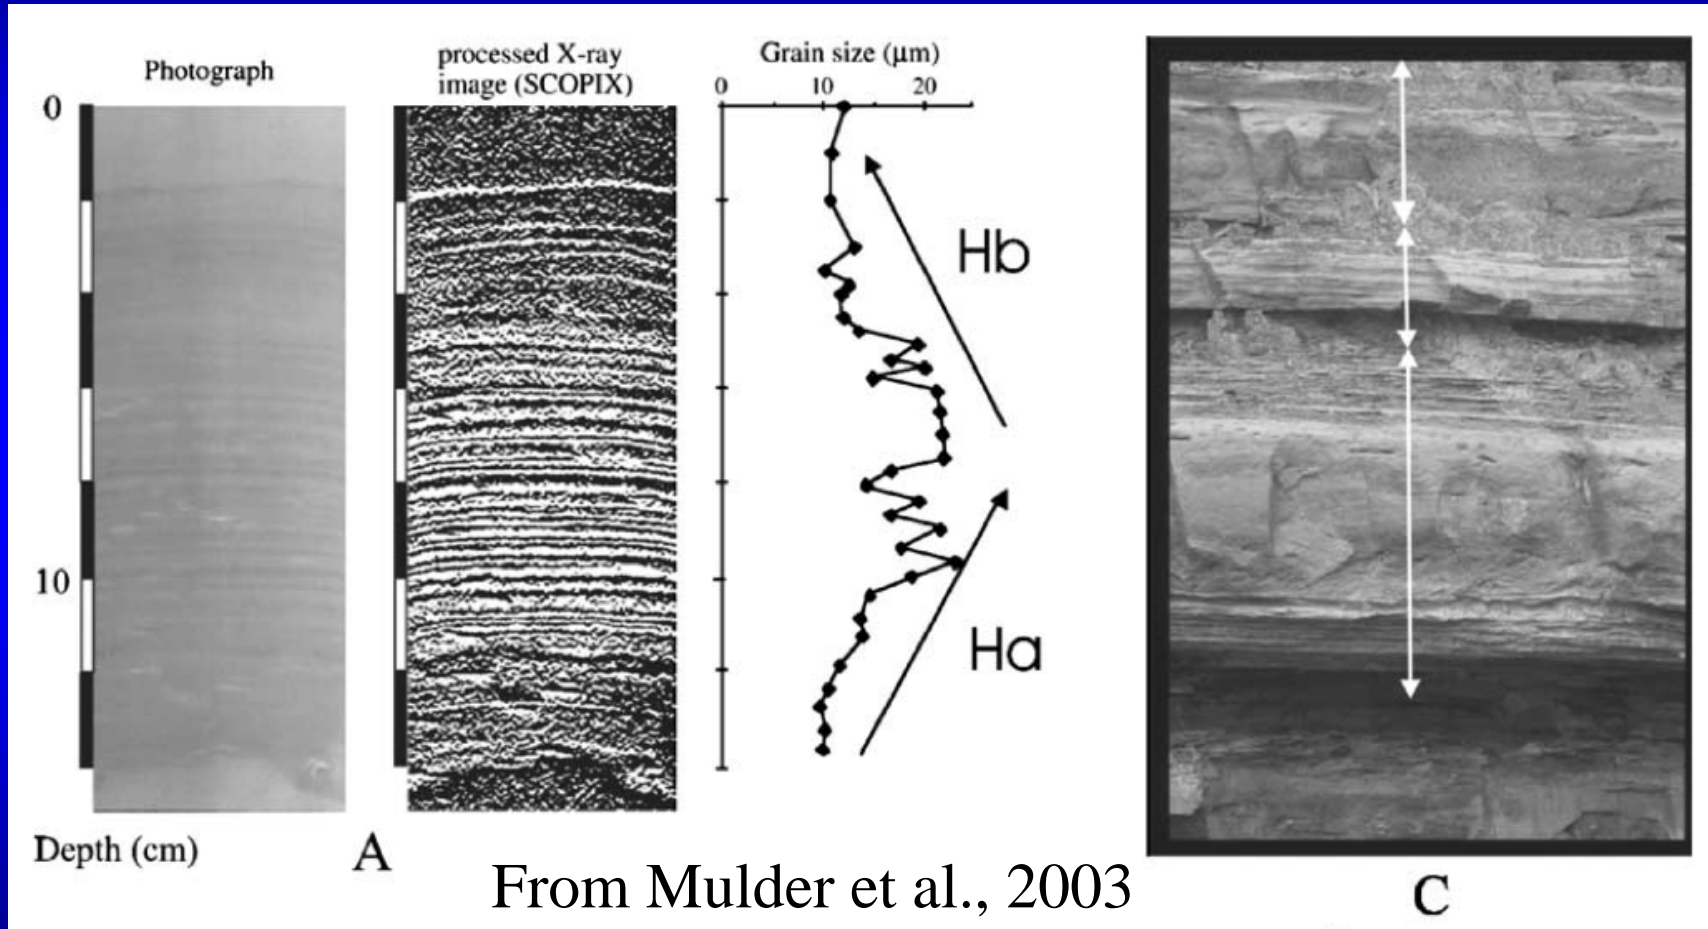 Photograph
processed X-ray
image (SCOPIX)
Grain size (μm)
0
10
20
0
10
Hb
Ha
Depth (cm)
A
From Mulder et al., 2003
C